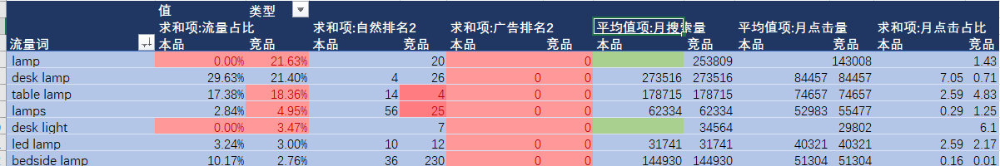 值 类型
求和项:流量占比 求和项:自然排名2 求和项:广告排名2 平均值项:月搜索量 平均值项:月点击量 求和项:月点击占比
流量词 本品 竞品 本品 竞品 本品 竞品 本品 竞品 本品 竞品 本品 竞品
lamp 0.00% 21.63% 20 0 253809 143008 1.43
desk lamp 29.63% 21.40% 4 26 0 0 273516 273516 84457 84457 7.05 0.71
table lamp 17.38% 18.36% 14 4 0 0 178715 178715 74657 74657 2.59 4.83
lamps 2.84% 4.95% 56 25 0 0 62334 62334 52983 55477 0.29 1.25
desk light 0.00% 3.47% 7 0 34564 29802 6.1
led lamp 3.24% 3.00% 10 12 0 0 31741 31741 40321 40321 2.59 2.17
bedside lamp 10.17% 2.76% 36 230 0 0 144930 144930 51304 51304 0.16 0.01